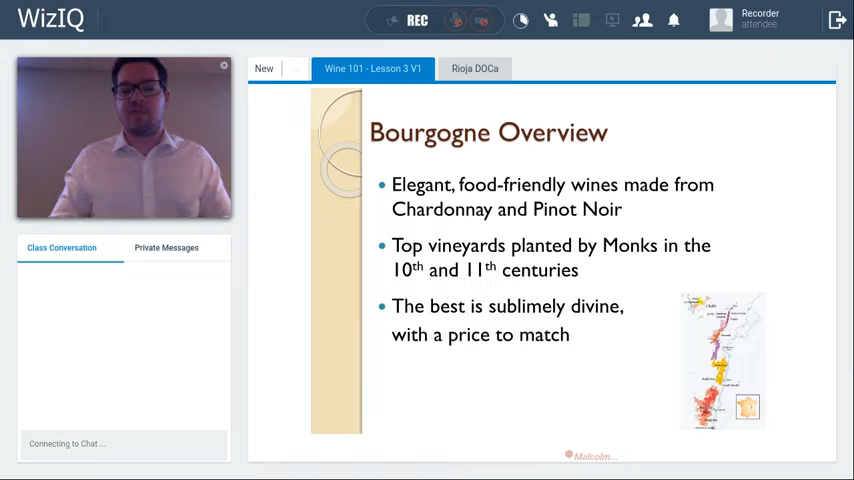 WizIQ
REC
Recorder
attendee
New
Wine 101 - Lesson 3 V1
Rioja DOCa
Bourgogne Overview
Elegant, food-friendly wines made from
Chardonnay and Pinot Noir
Top vineyards planted by Monks in the
10th and 11th centuries
The best is sublimely divine,
with a price to match
Class Conversation
Private Messages
Connecting to Chat ...
Malcolm...